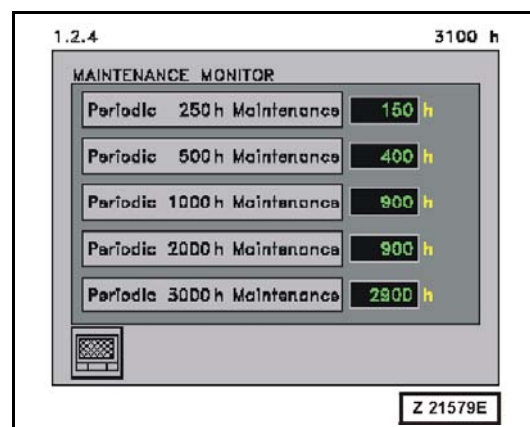 1.2.4 3100 h
MAINTENANCE MONITOR
Periodic 250 h Maintenance 150 h
Periodic 500 h Maintenance 400 h
Periodic 1000 h Maintenance 900 h
Periodic 2000 h Maintenance 900 h
Periodic 3000 h Maintenance 2900 h
Z 21579E